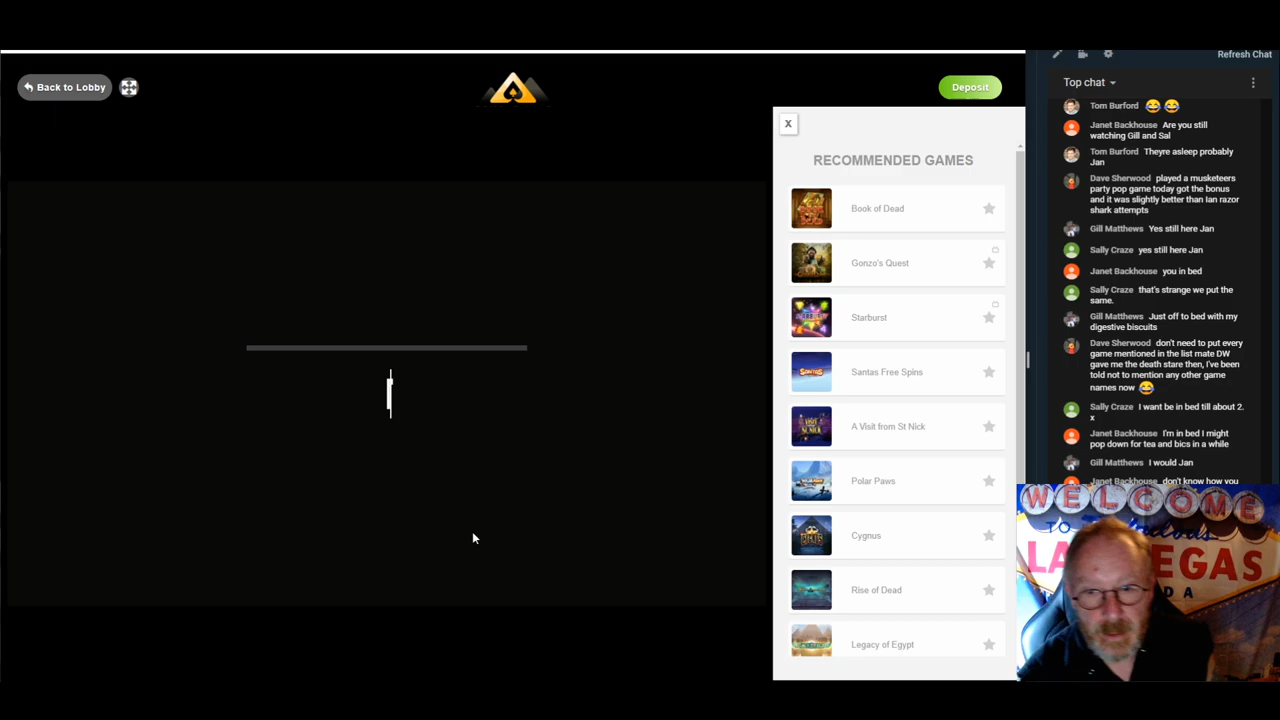 Refresh Chat
Back to Lobby
Deposit
Top chat
X
RECOMMENDED GAMES
Book of Dead
Gonzo's Quest
Starburst
Santas Free Spins
A Visit from St Nick
Polar Paws
Cygnus
Rise of Dead
Legacy of Egypt
Tom Burford 😂 😂
Janet Backhouse Are you still
watching Gill and Sal
Tom Burford Theyre asleep probably
Jan
Dave Sherwood played a musketeers
party pop game today got the bonus
and it was slightly better than Ian razor
shark attempts
Gill Matthews Yes still here Jan
Sally Craze yes still here Jan
Janet Backhouse you in bed
Sally Craze that's strange we put the
same.
Gill Matthews Just off to bed with my
digestive biscuits
Dave Sherwood don't need to put every
game mentioned in the list mate DW
gave me the death stare then, I've been
told not to mention any other game
names now 😂
Sally Craze I want be in bed till about 2.
x
Janet Backhouse I'm in bed I might
pop down for tea and bics in a while
Gill Matthews I would Jan
Janet Backhouse don't know how you
WELCOME
TO
LA VEGAS
DA